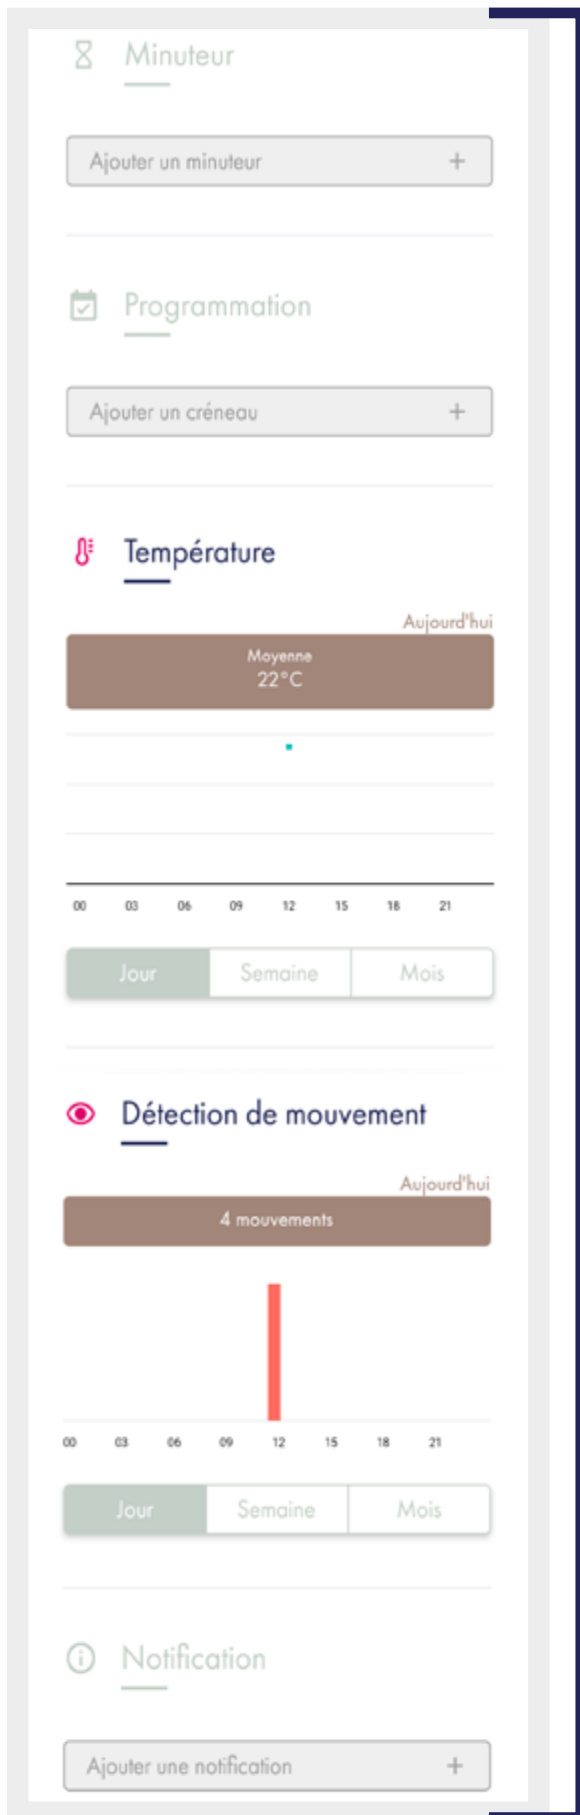 Minuteur
Ajouter un minuteur +
Programmation
Ajouter un créneau +
Température
Aujourd'hui
Moyenne
22°C
00 03 06 09 12 15 18 21
Jour Semaine Mois
Détection de mouvement
Aujourd'hui
4 mouvements
00 03 06 09 12 15 18 21
Jour Semaine Mois
Notification
Ajouter une notification +